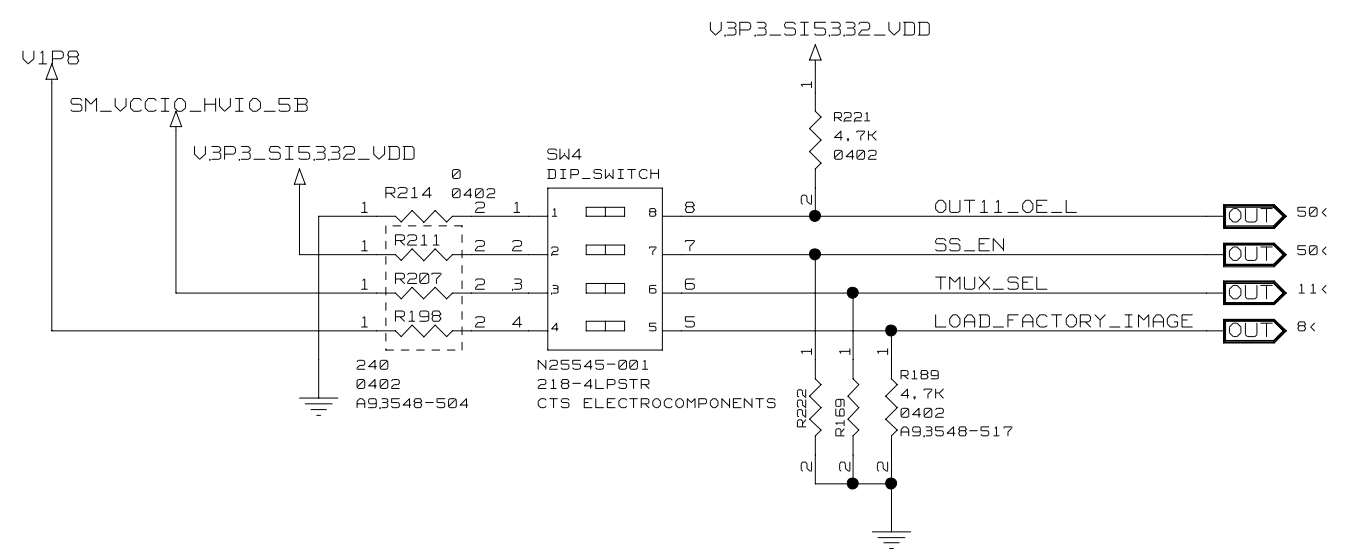 V3P3_SI5332_VDD
V1P8
SM_VCCIO_HVIO_5B
1
R221
4.7K
0402
V3P3_SI5332_VDD
SW4
DIP_SWITCH
0
R214 0402
2
1 2 1 1 8 8 OUT11_OE_L OUT 50<
1 R211 2 2 2 7 7 SS_EN OUT 50<
1 R207 2 3 3 6 6 TMUX_SEL OUT 11<
1 R198 2 4 4 5 5 LOAD_FACTORY_IMAGE OUT 8<
1 1 1
240
0402
A93548-504
N25545-001
218-4LPSTR
CTS ELECTROCOMPONENTS
R222
R169
R189
4.7K
0402
A93548-517
2 2 2